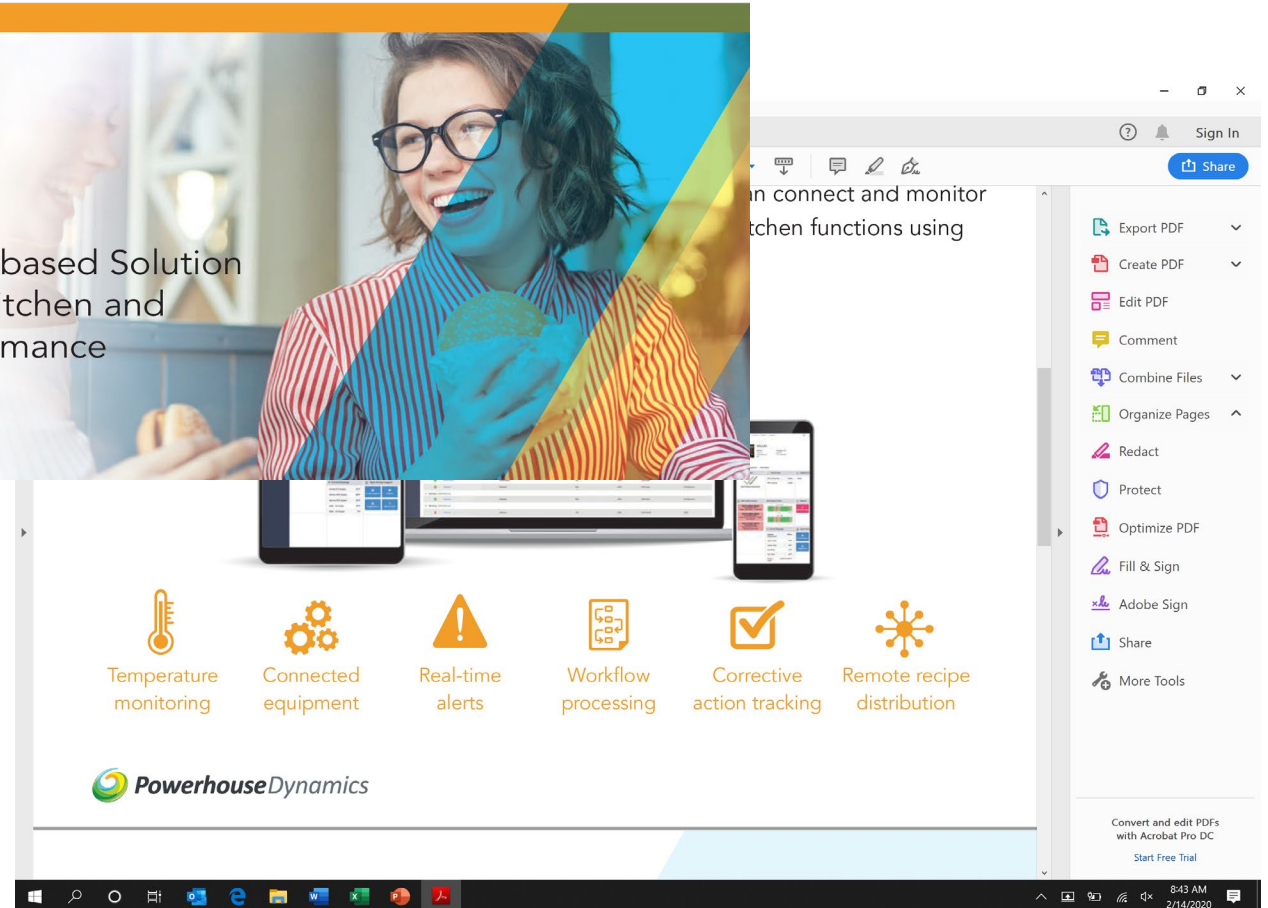 based Solution
tchen and
mance
Sign In
Share
an connect and monitor
tchen functions using
Export PDF
Create PDF
Edit PDF
Comment
Combine Files
Organize Pages
Redact
Protect
Optimize PDF
Fill & Sign
Adobe Sign
Share
More Tools
Temperature
monitoring
Connected
equipment
Real-time
alerts
Workflow
processing
Corrective
action tracking
Remote recipe
distribution
PowerhouseDynamics
Convert and edit PDFs
with Acrobat Pro DC
Start Free Trial
8:43 AM
2/14/2020